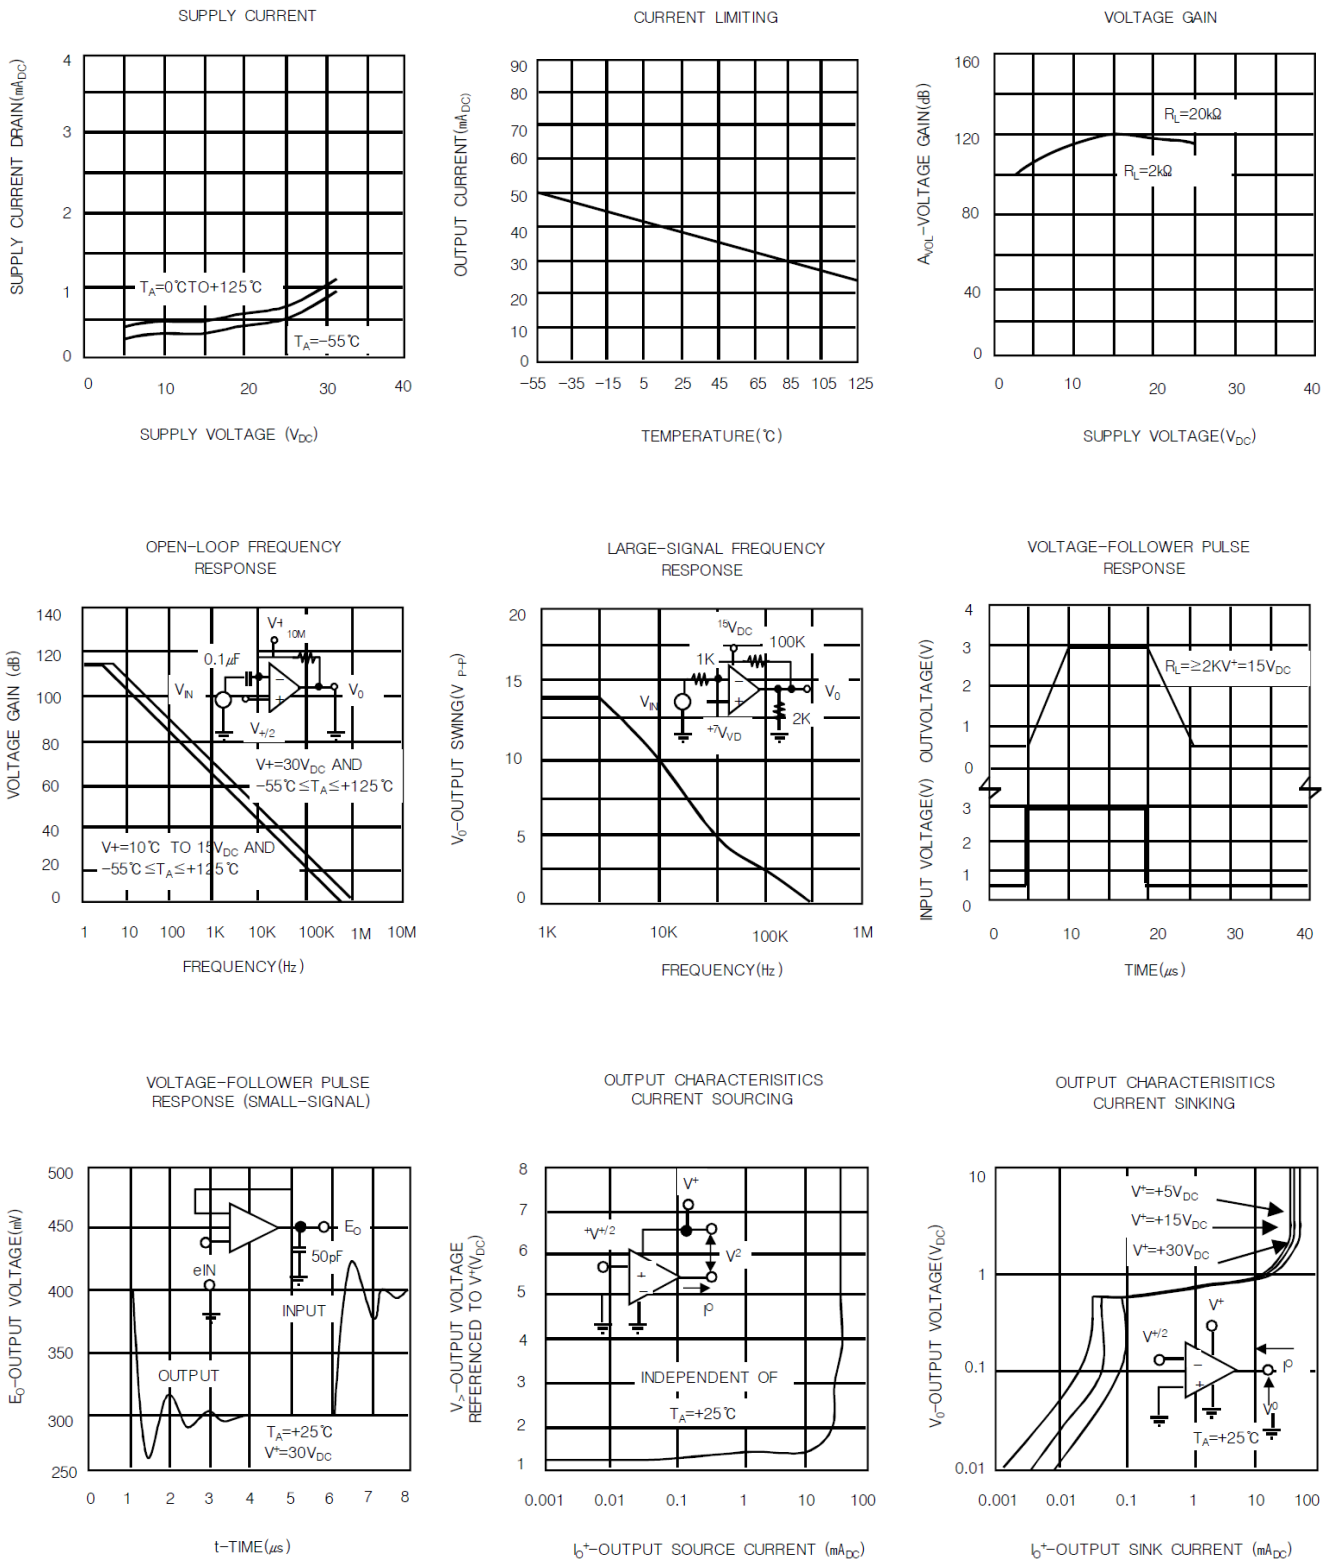 SUPPLY CURRENT
SUPPLY CURRENT DRAIN(mADC)
4
3
2
1
0
TA=0℃TO+125℃
TA=-55℃
0 10 20 30 40
SUPPLY VOLTAGE (VDC)
CURRENT LIMITING
OUTPUT CURRENT(mADC)
90
80
70
60
50
40
30
20
10
0
-55 -35 -15 5 25 45 65 85 105 125
TEMPERATURE(℃)
VOLTAGE GAIN
AVOL-VOLTAGE GAIN(dB)
160
120
80
40
0
RL=20kΩ
RL=2kΩ
0 10 20 30 40
SUPPLY VOLTAGE(VDC)
OPEN-LOOP FREQUENCY
RESPONSE
VOLTAGE GAIN (dB)
140
120
100
80
60
40
20
0
V+
10M
0.1μF
VIN
V0
V+/2
V+=30VDC AND
-55℃≤TA≤+125℃
V+=10℃ TO 15VDC AND
-55℃≤TA≤+125℃
1 10 100 1K 10K 100K 1M 10M
FREQUENCY(Hz)
LARGE-SIGNAL FREQUENCY
RESPONSE
V0-OUTPUT SWING(V P-P)
20
15
10
5
0
15VDC
100K
1K
VIN
V0
2K
+7VVD
1K 10K 100K 1M
FREQUENCY(Hz)
VOLTAGE-FOLLOWER PULSE
RESPONSE
INPUT VOLTAGE(V) OUTVOLTAGE(V)
4
3
2
1
0
3
2
1
0
RL=≥2KV+=15VDC
0 10 20 30 40
TIME(μs)
VOLTAGE-FOLLOWER PULSE
RESPONSE (SMALL-SIGNAL)
EO-OUTPUT VOLTAGE(mV)
500
450
400
350
300
250
EO
50pF
eIN
INPUT
OUTPUT
TA=+25℃
V+=30VDC
0 1 2 3 4 5 6 7 8
t-TIME(μs)
OUTPUT CHARACTERISITICS
CURRENT SOURCING
V>-OUTPUT VOLTAGE
REFERENCED TO V+(VDC)
8
7
6
5
4
3
2
1
V+
+V+/2
V2
IO
INDEPENDENT OF
TA=+25℃
0.001 0.01 0.1 1 10 100
IO+-OUTPUT SOURCE CURRENT (mADC)
OUTPUT CHARACTERISITICS
CURRENT SINKING
V0-OUTPUT VOLTAGE(VDC)
10
1
0.1
0.01
V+=+5VDC
V+=+15VDC
V+=+30VDC
V+
V+/2
IO
V0
TA=+25℃
0.001 0.01 0.1 1 10 100
IO+-OUTPUT SINK CURRENT (mADC)